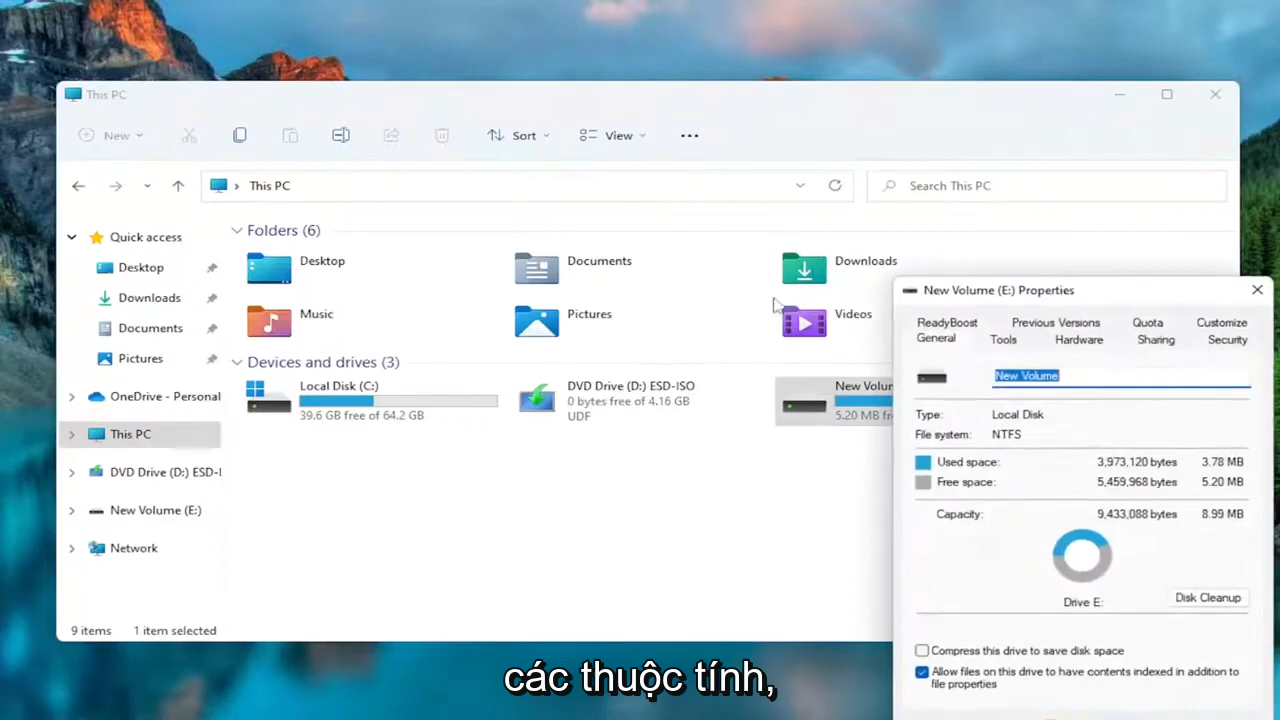 This PC
New
Sort
View
This PC
Search This PC
Quick access
Desktop
Downloads
Documents
Pictures
OneDrive - Personal
This PC
DVD Drive (D:) ESD-I
New Volume (E:)
Network
Folders (6)
Desktop
Documents
Downloads
Music
Pictures
Videos
Devices and drives (3)
Local Disk (C:)
39.6 GB free of 64.2 GB
DVD Drive (D:) ESD-ISO
0 bytes free of 4.16 GB
UDF
New Volum
5.20 MB fre
9 items 1 item selected
New Volume (E:) Properties
ReadyBoost Previous Versions Quota Customize
General Tools Hardware Sharing Security
New Volume
Type: Local Disk
File system: NTFS
Used space: 3,973,120 bytes 3.78 MB
Free space: 5,459,968 bytes 5.20 MB
Capacity: 9,433,088 bytes 8.99 MB
Drive E:
Disk Cleanup
Compress this drive to save disk space
Allow files on this drive to have contents indexed in addition to
file properties
các thuộc tính,